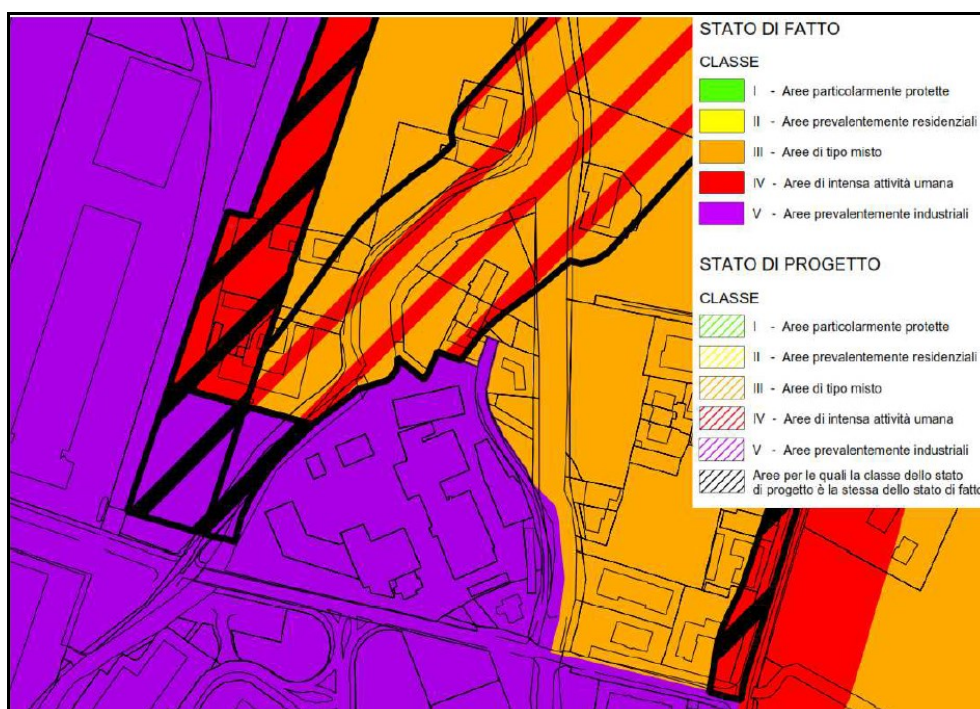 STATO DI FATTO
CLASSE
I - Aree particolarmente protette
II - Aree prevalentemente residenziali
III - Aree di tipo misto
IV - Aree di intensa attività umana
V - Aree prevalentemente industriali
STATO DI PROGETTO
CLASSE
I - Aree particolarmente protette
II - Aree prevalentemente residenziali
III - Aree di tipo misto
IV - Aree di intensa attività umana
V - Aree prevalentemente industriali
Aree per le quali la classe dello stato
di progetto è la stessa dello stato di fatto